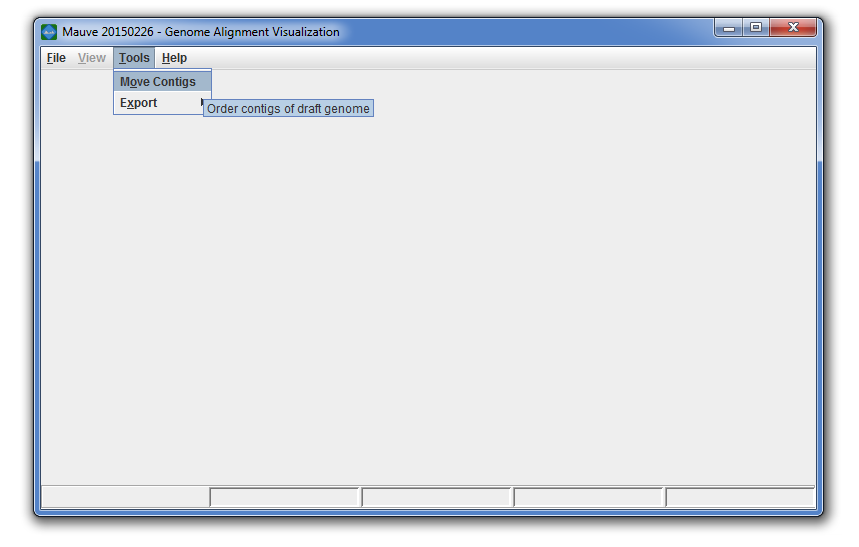 Mauve 20150226 - Genome Alignment Visualization
File View Tools Help
Move Contigs
Export
Order contigs of draft genome